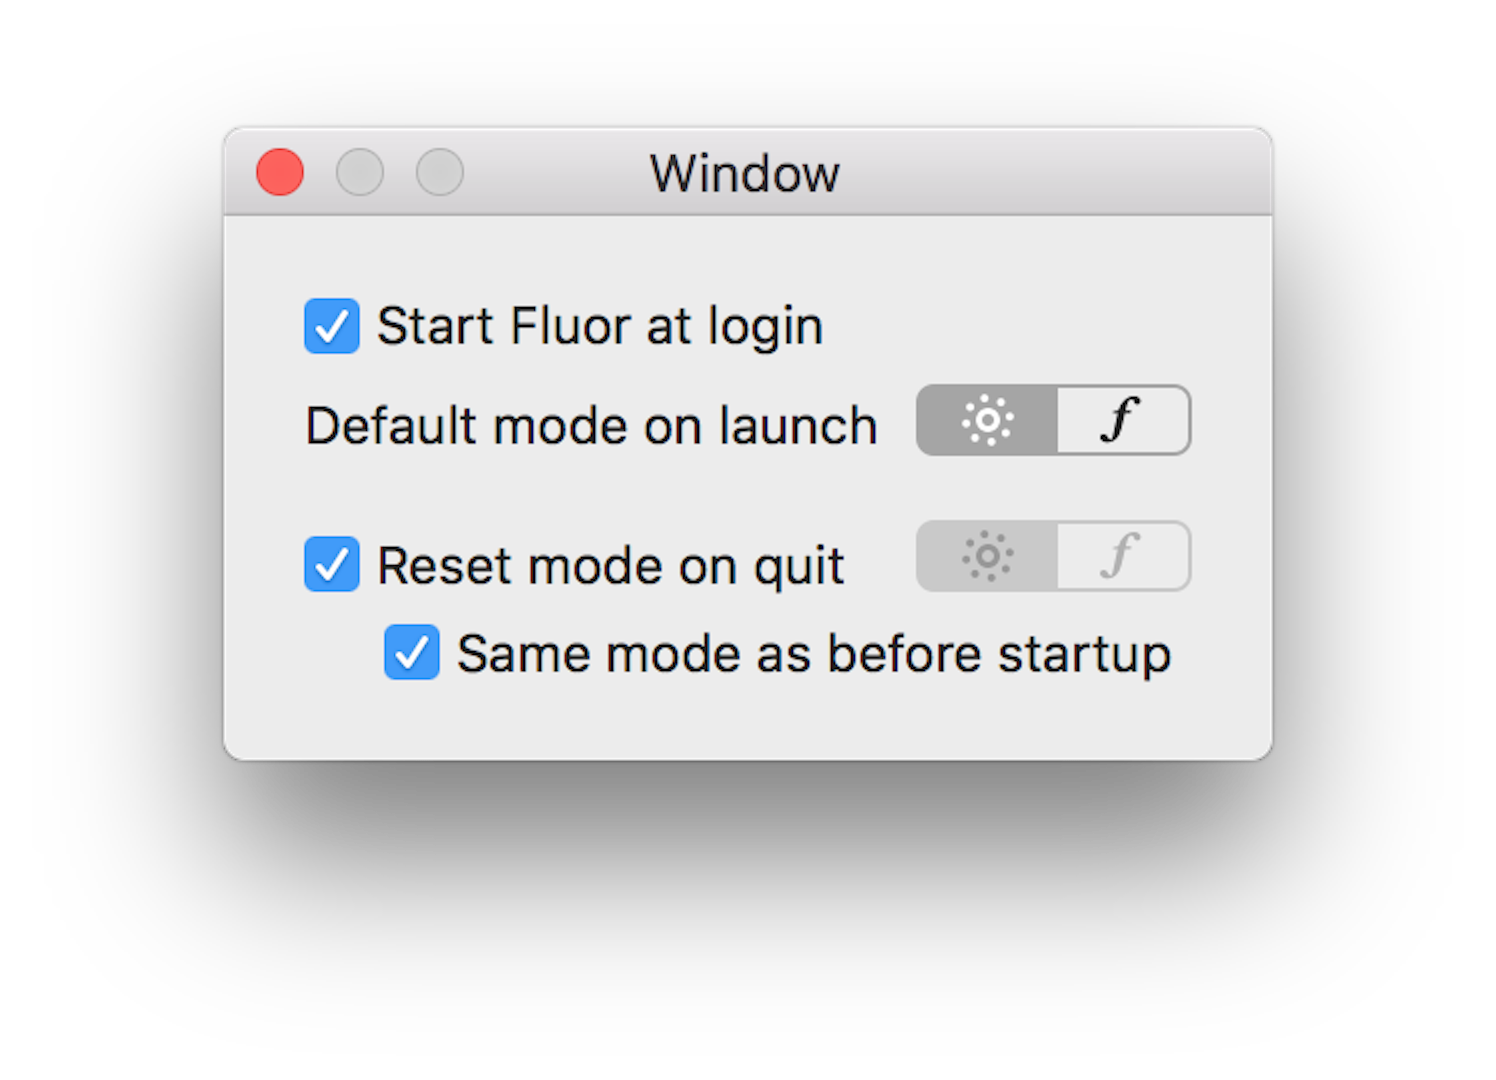 Window
Start Fluor at login
Default mode on launch f
Reset mode on quit f
Same mode as before startup